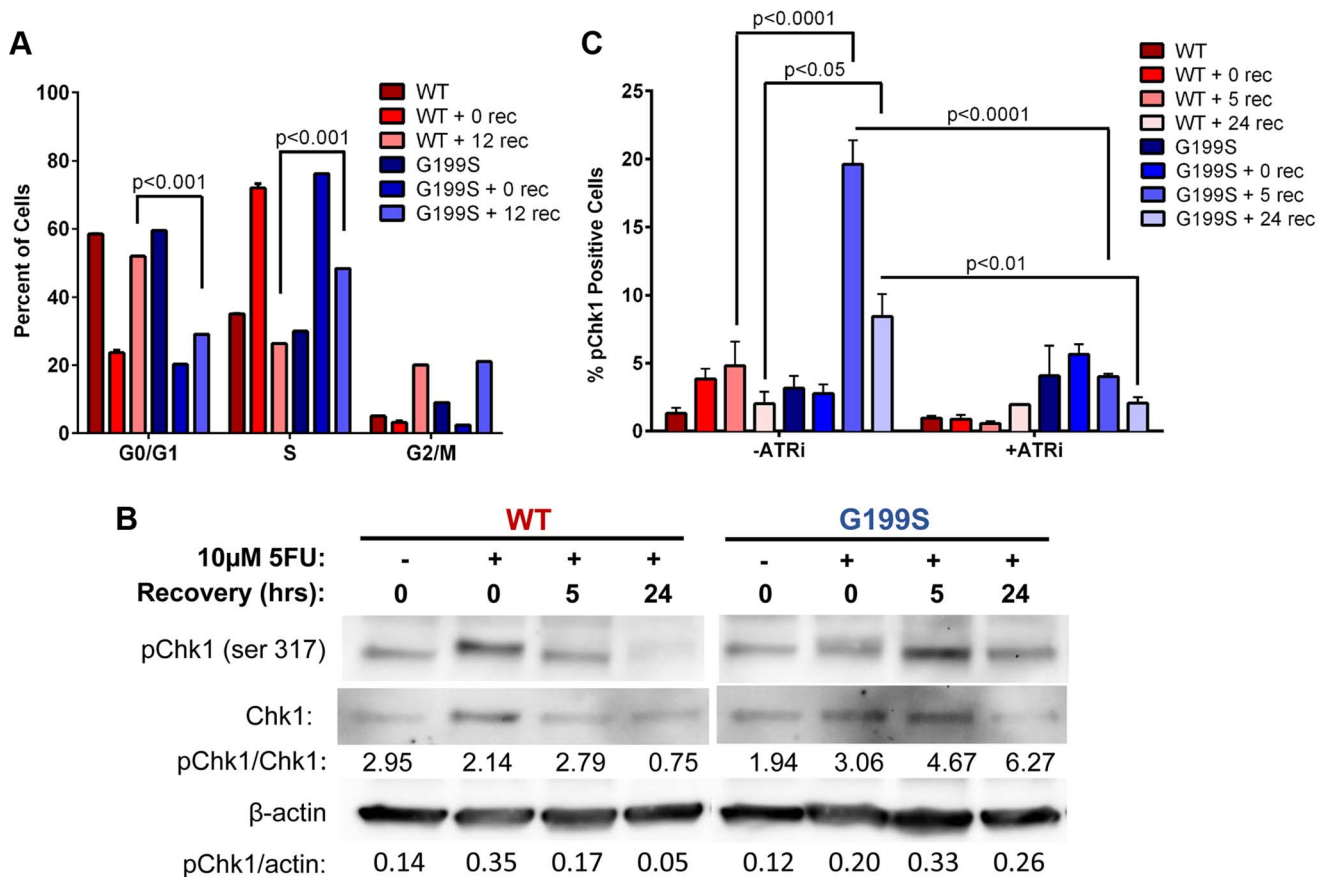 A
100
80
60
40
20
0
Percent of Cells
p<0.001
p<0.001
G0/G1 S G2/M
WT
WT + 0 rec
WT + 12 rec
G199S
G199S + 0 rec
G199S + 12 rec
C
p<0.0001
p<0.05
p<0.0001
p<0.01
25
20
15
10
5
0
% pChk1 Positive Cells
-ATRi +ATRi
WT
WT + 0 rec
WT + 5 rec
WT + 24 rec
G199S
G199S + 0 rec
G199S + 5 rec
G199S + 24 rec
B
WT G199S
10µM 5FU: - + + + - + + +
Recovery (hrs): 0 0 5 24 0 0 5 24
pChk1 (ser 317)
Chk1:
pChk1/Chk1: 2.95 2.14 2.79 0.75 1.94 3.06 4.67 6.27
β-actin
pChk1/actin: 0.14 0.35 0.17 0.05 0.12 0.20 0.33 0.26